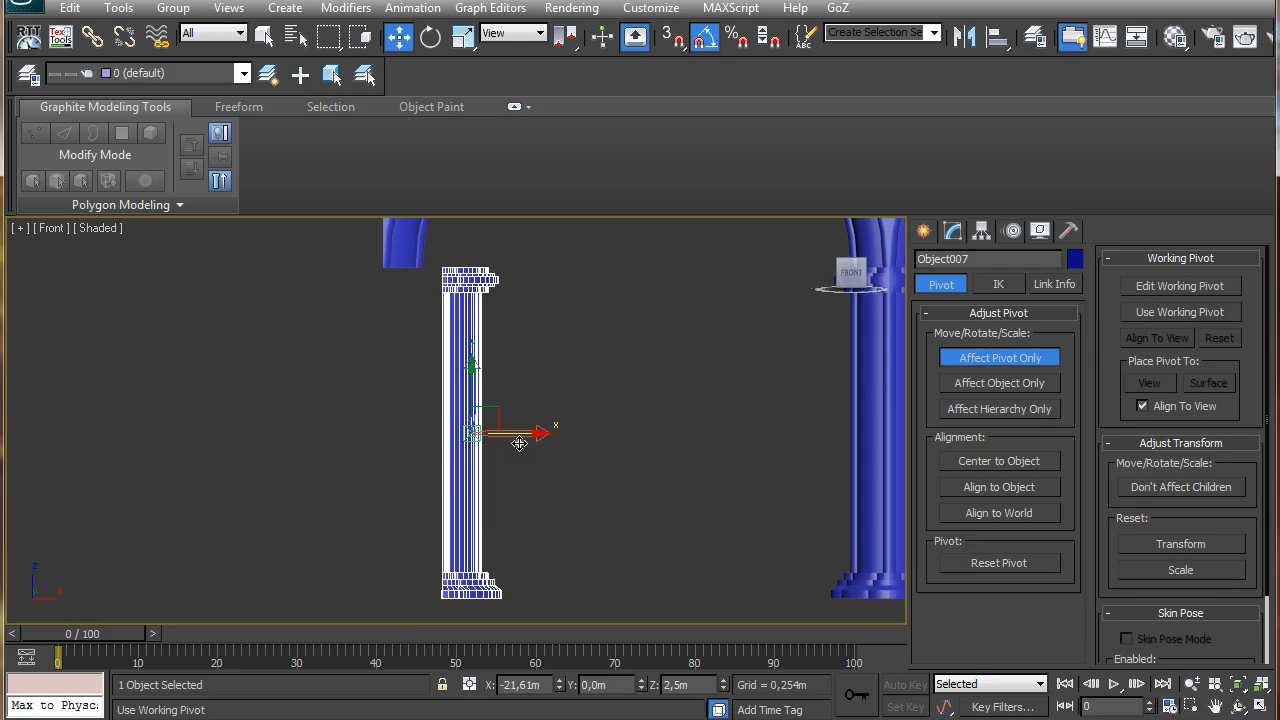 Edit Tools Group Views Create Modifiers Animation Graph Editors Rendering Customize MAXScript Help GoZ
RTT Tex Tools All View 3 Create Selection Se
0 (default)
Graphite Modeling Tools Freeform Selection Object Paint
Modify Mode
Polygon Modeling
[ + ] [ Front ] [ Shaded ]
FRONT
x
z
x
Object007
Pivot IK Link Info
- Adjust Pivot
Move/Rotate/Scale:
Affect Pivot Only
Affect Object Only
Affect Hierarchy Only
Alignment:
Center to Object
Align to Object
Align to World
Pivot:
Reset Pivot
- Working Pivot
Edit Working Pivot
Use Working Pivot
Align To View Reset
Place Pivot To:
View Surface
Align To View
- Adjust Transform
Move/Rotate/Scale:
Don't Affect Children
Reset:
Transform
Scale
- Skin Pose
Skin Pose Mode
Enabled:
< 0 / 100 >
0 10 20 30 40 50 60 70 80 90 100
1 Object Selected X: -21,61m Y: 0,0m Z: 2,5m Grid = 0,254m Auto Key Selected
Max to Physc: Use Working Pivot Add Time Tag Set Key Key Filters... 0